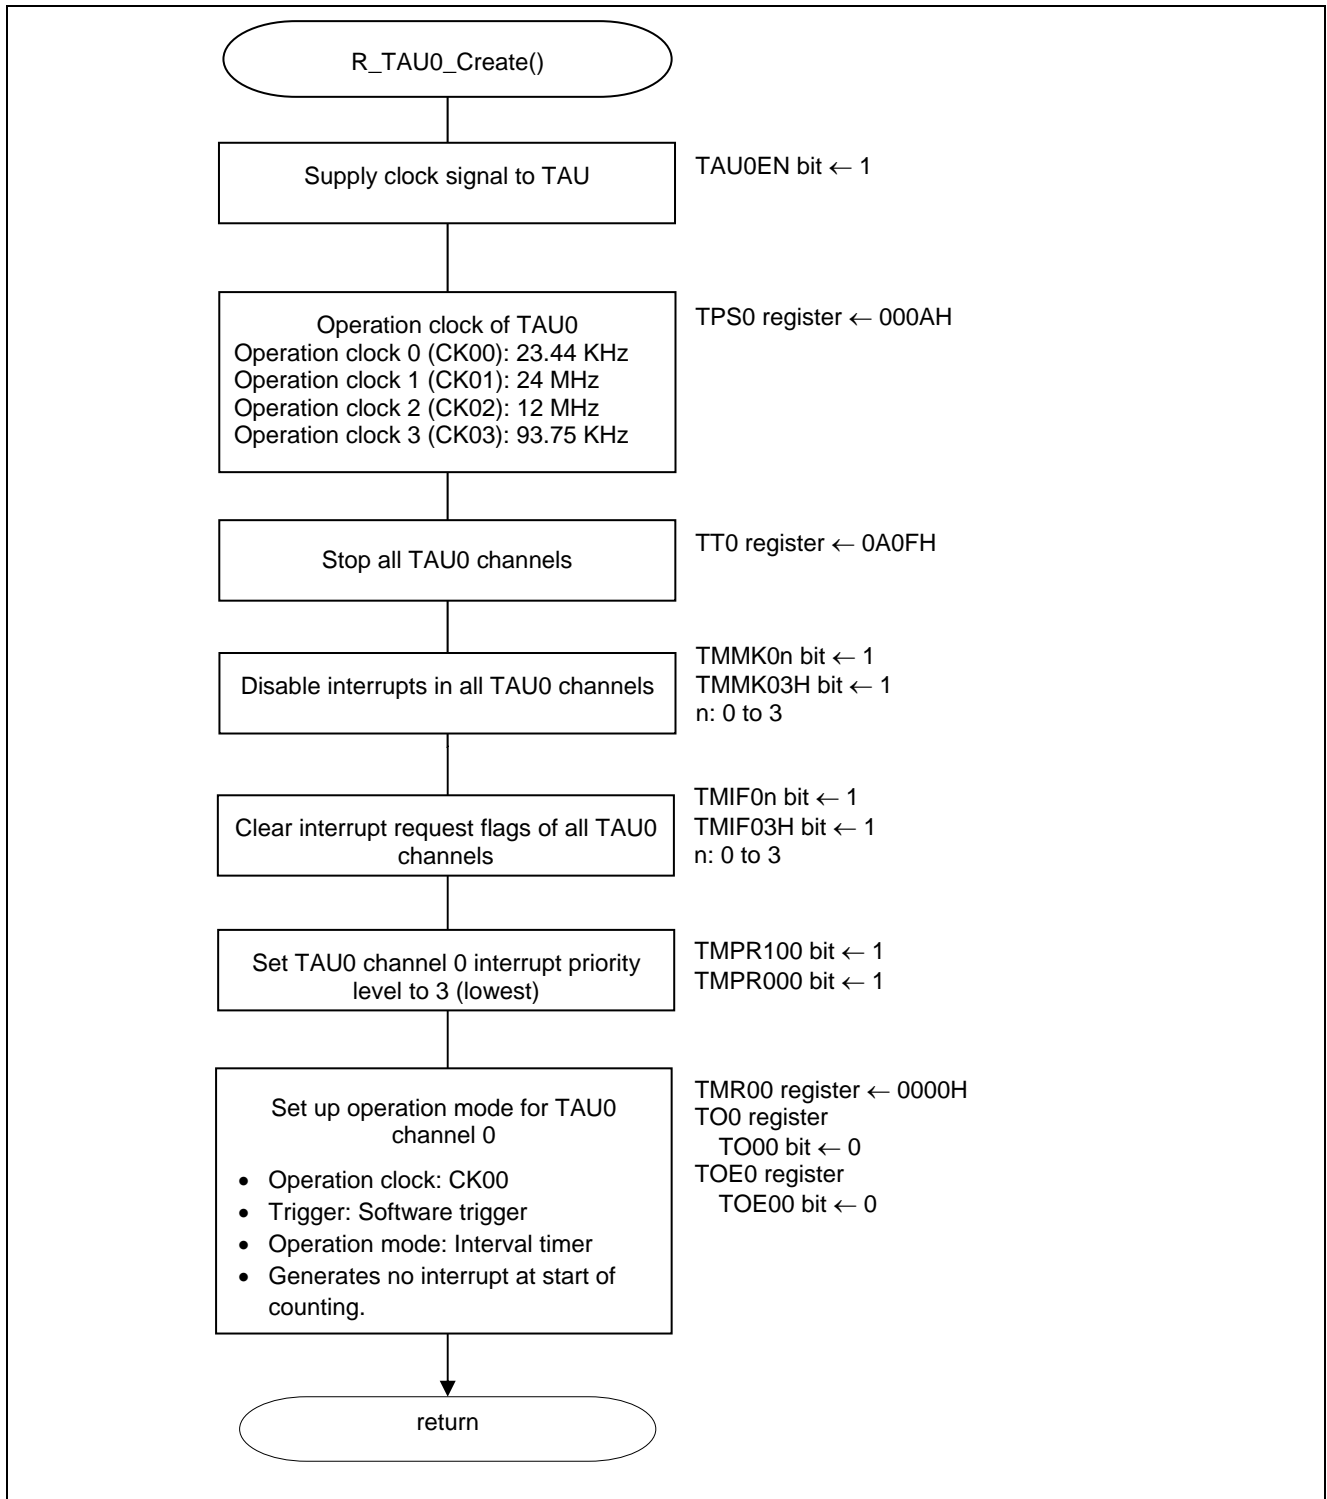 R_TAU0_Create()
Supply clock signal to TAU
TAU0EN bit ← 1
Operation clock of TAU0
Operation clock 0 (CK00): 23.44 KHz
Operation clock 1 (CK01): 24 MHz
Operation clock 2 (CK02): 12 MHz
Operation clock 3 (CK03): 93.75 KHz
TPS0 register ← 000AH
Stop all TAU0 channels
TT0 register ← 0A0FH
Disable interrupts in all TAU0 channels
TMMK0n bit ← 1
TMMK03H bit ← 1
n: 0 to 3
Clear interrupt request flags of all TAU0
channels
TMIF0n bit ← 1
TMIF03H bit ← 1
n: 0 to 3
Set TAU0 channel 0 interrupt priority
level to 3 (lowest)
TMPR100 bit ← 1
TMPR000 bit ← 1
Set up operation mode for TAU0
channel 0
• Operation clock: CK00
• Trigger: Software trigger
• Operation mode: Interval timer
• Generates no interrupt at start of
counting.
TMR00 register ← 0000H
TO0 register
TO00 bit ← 0
TOE0 register
TOE00 bit ← 0
return